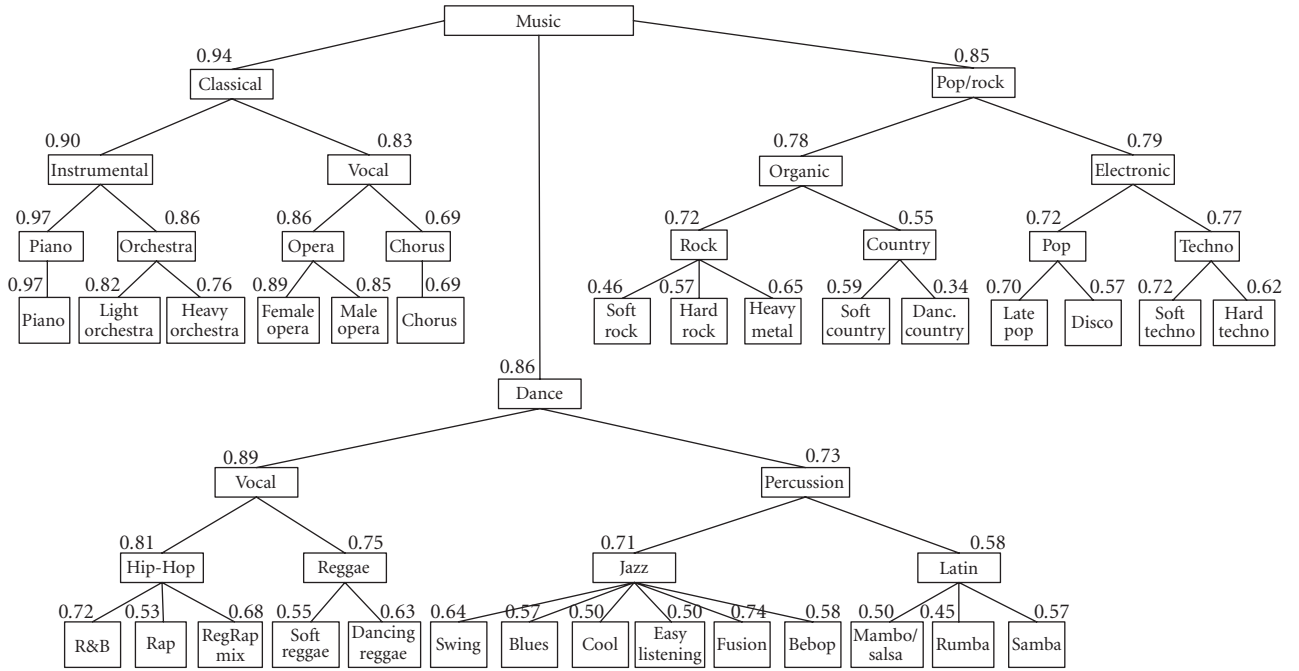 Music
0.94
Classical
0.85
Pop/rock
0.90
Instrumental
0.83
Vocal
0.78
Organic
0.79
Electronic
0.97
Piano
0.86
Orchestra
0.86
Opera
0.69
Chorus
0.72
Rock
0.55
Country
0.72
Pop
0.77
Techno
0.97
Piano
0.82
Light
orchestra
0.76
Heavy
orchestra
0.89
Female
opera
0.85
Male
opera
0.69
Chorus
0.46
Soft
rock
0.57
Hard
rock
0.65
Heavy
metal
0.59
Soft
country
0.34
Danc.
country
0.70
Late
pop
0.57
Disco
0.72
Soft
techno
0.62
Hard
techno
0.86
Dance
0.89
Vocal
0.73
Percussion
0.81
Hip-Hop
0.75
Reggae
0.71
Jazz
0.58
Latin
0.72
R&B
0.53
Rap
0.68
RegRap
mix
0.55
Soft
reggae
0.63
Dancing
reggae
0.64
Swing
0.57
Blues
0.50
Cool
0.50
Easy
listening
0.74
Fusion
0.58
Bebop
0.50
Mambo/
salsa
0.45
Rumba
0.57
Samba